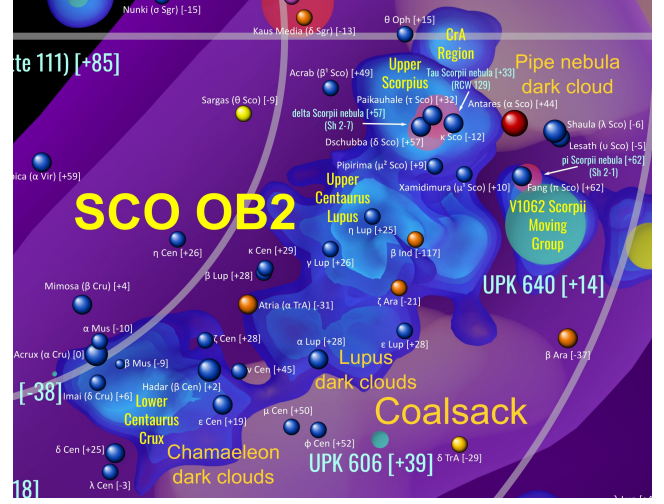 Nunki (σ Sgr) [-15]
Kaus Media (δ Sgr) [-13]
θ Oph [+15]
CrA
Region
tte 111) [+85]
Acrab (β¹ Sco) [+49]
Upper
Scorpius
Tau Scorpii nebula [+33]
(RCW 129)
Pipe nebula
dark cloud
Sargas (θ Sco) [-9]
Paikauhale (τ Sco) [+32]
Antares (α Sco) [+44]
delta Scorpii nebula [+57]
(Sh 2-7)
κ Sco [-12]
Shaula (λ Sco) [-6]
Dschubba (δ Sco) [+57]
Lesath (υ Sco) [-5]
pi Scorpii nebula [+62]
(Sh 2-1)
Pipirima (μ² Sco) [+9]
ica (α Vir) [+59]
Xamidimura (μ¹ Sco) [+10]
Fang (π Sco) [+62]
SCO OB2
Upper
Centaurus
Lupus
V1062 Scorpii
Moving
Group
η Lup [+25]
η Cen [+26]
κ Cen [+29]
γ Lup [+26]
β Ind [-117]
β Lup [+28]
UPK 640 [+14]
Mimosa (β Cru) [+4]
Atria (α TrA) [-31]
ζ Ara [-21]
α Mus [-10]
ζ Cen [+28]
α Lup [+28]
ε Lup [+28]
β Ara [-37]
Acrux (α Cru) [0]
β Mus [-9]
Hadar (β Cen) [+2]
ν Cen [+45]
Lupus
dark clouds
[-38]
Imai (δ Cru) [+6]
Lower
Centaurus
Crux
ε Cen [+19]
μ Cen [+50]
Coalsack
δ Cen [+25]
Chamaeleon
dark clouds
φ Cen [+52]
UPK 606 [+39]
δ TrA [-29]
λ Cen [-3]
18]